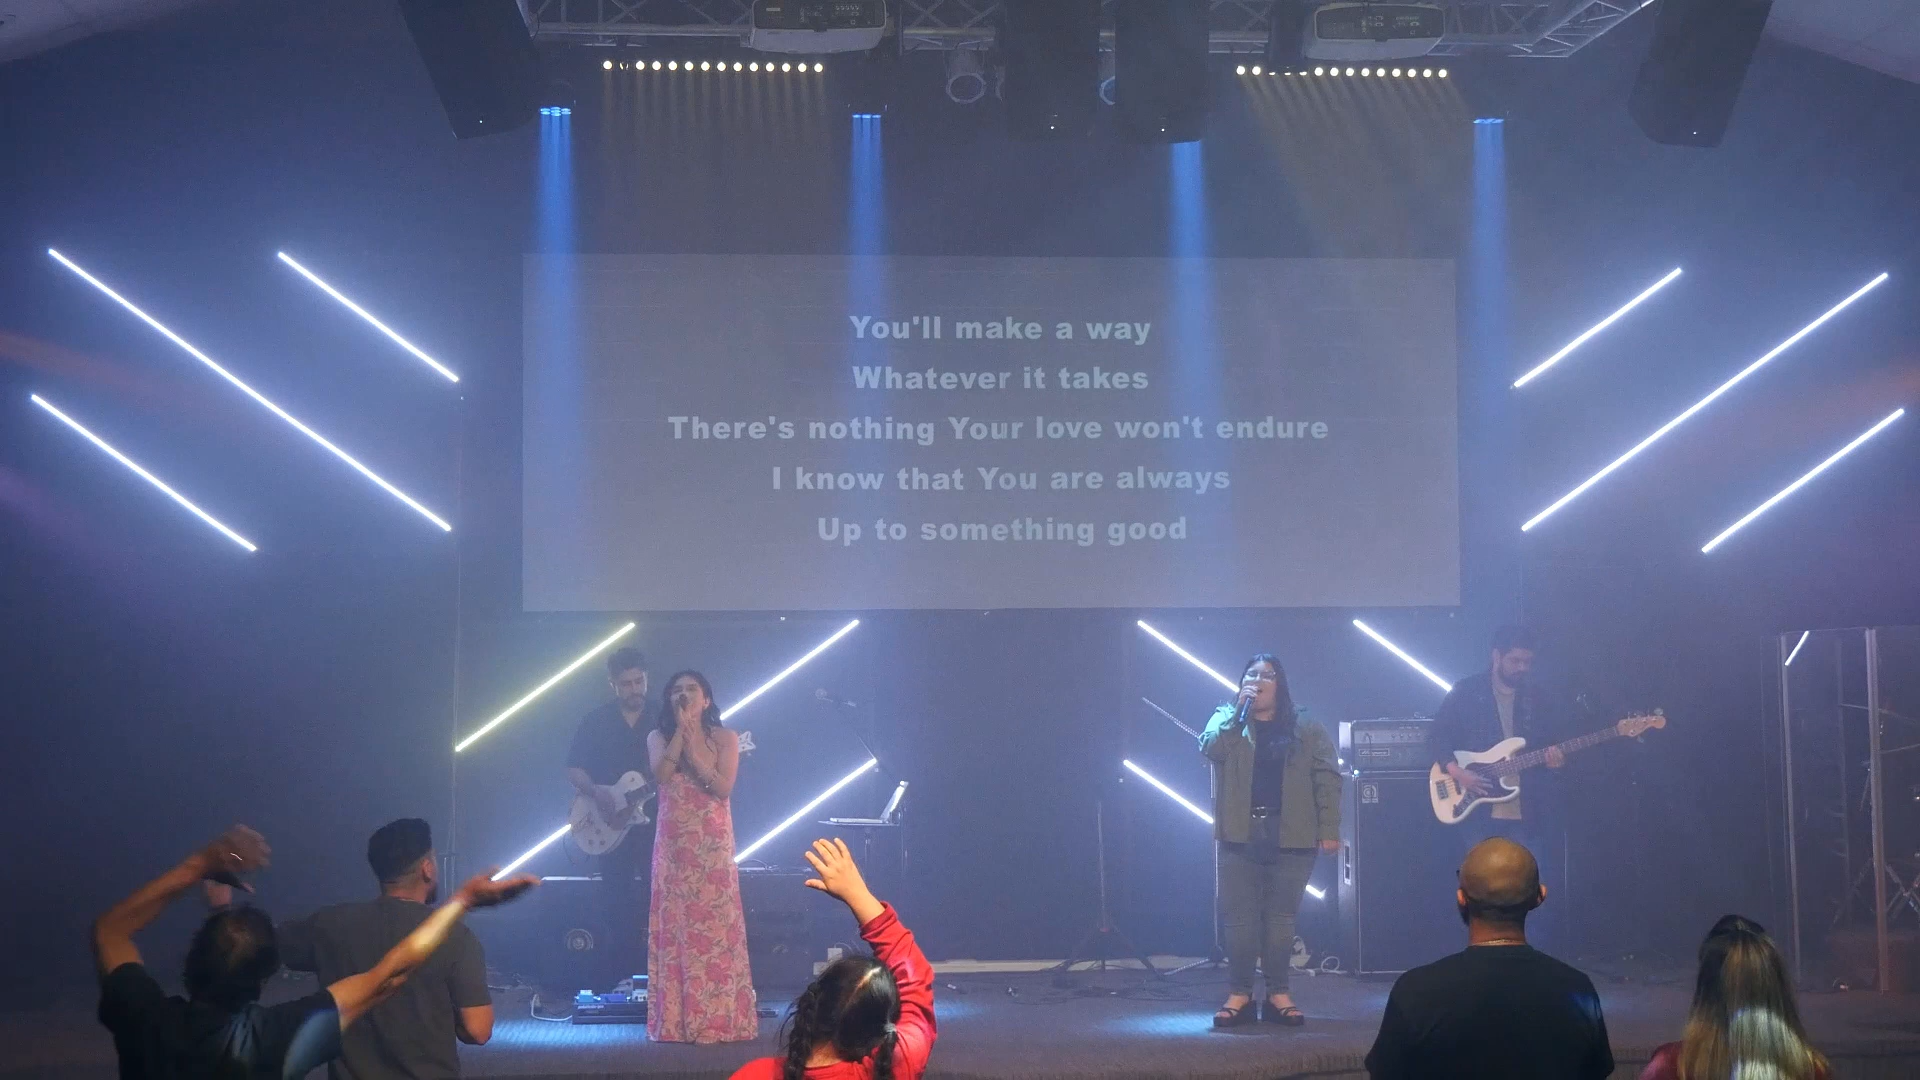 You'll make a way
Whatever it takes
There's nothing Your love won't endure
I know that You are always
Up to something good